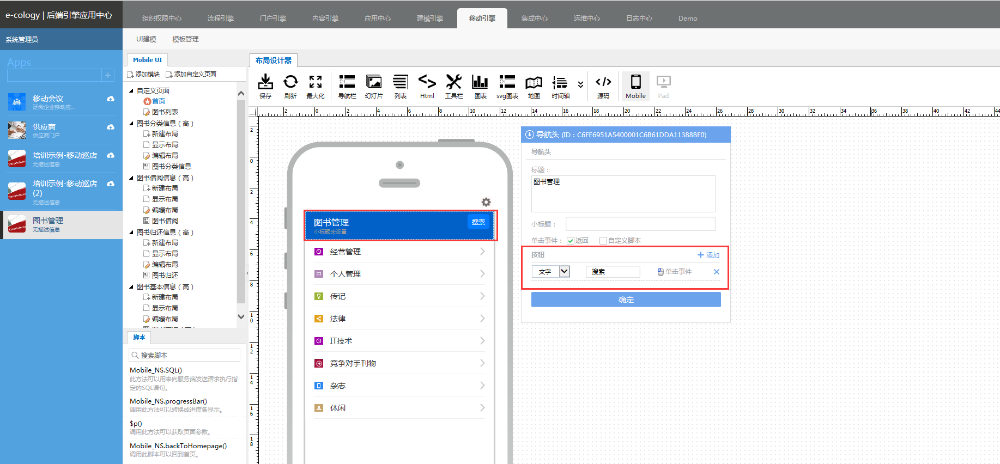 e-cology | 后端引擎应用中心
组织权限中心 流程引擎 门户引擎 内容引擎 应用中心 建模引擎 移动引擎 集成中心 运维中心 日志中心 Demo
系统管理员
UI建模 模板管理
Apps
+
移动会议
泛微企业移动应...
供应商
供应商门户
培训示例-移动巡店
无描述信息
培训示例-移动巡店
(2)
无描述信息
图书管理
无描述信息
Mobile UI
添加模块 添加自定义页面
自定义页面
首页
图书列表
图书分类信息（高）
新建布局
显示布局
编辑布局
图书分类信息
图书借阅信息（高）
新建布局
显示布局
编辑布局
图书借阅
图书归还信息（高）
新建布局
显示布局
编辑布局
图书归还
图书基本信息（高）
新建布局
显示布局
编辑布局
脚本
搜索脚本
Mobile_NS.SQL()
此方法可以用来向服务端发送请求执行指
定的SQL语句。
Mobile_NS.progressBar()
调用此方法可以转换成进度条显示。
$p()
调用此方法可以获取页面参数。
Mobile_NS.backToHomepage()
调用此脚本可以回到首页。
布局设计器
保存 刷新 最大化 导航栏 幻灯片 列表 Html 工具栏 图表 svg图表 地图 时间轴 源码 Mobile Pad
2 0 2 4 6 8 10 12 14 16 18 20 22 24 26 28 30 32 34 36 38 40 42 44
2
0
2
4
6
8
10
12
14
16
18
图书管理
小标题未设置
搜索
经营管理
个人管理
传记
法律
IT技术
竞争对手刊物
杂志
休闲
导航头 (ID：C6FE6951A5400001C6B61DDA11388BF0)
导航头
标题：
图书管理
小标题：
单击事件： 返回 自定义脚本
按钮 添加
文字 搜索 单击事件
确定